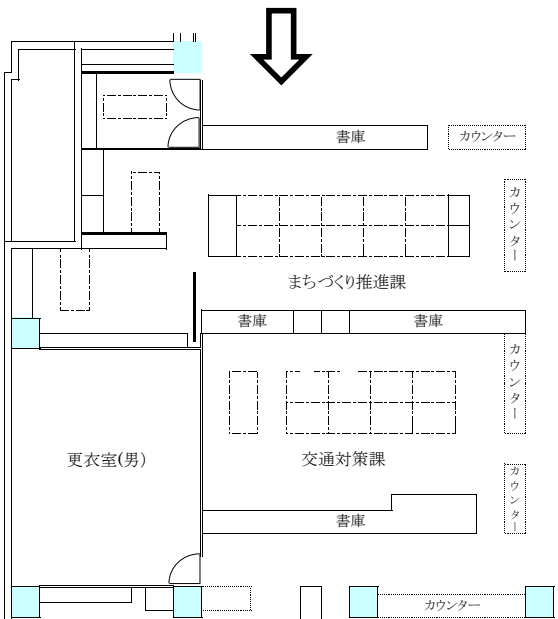 書庫
カウンター
カウンター
まちづくり推進課
書庫
書庫
カウンター
更衣室(男)
交通対策課
カウンター
書庫
カウンター